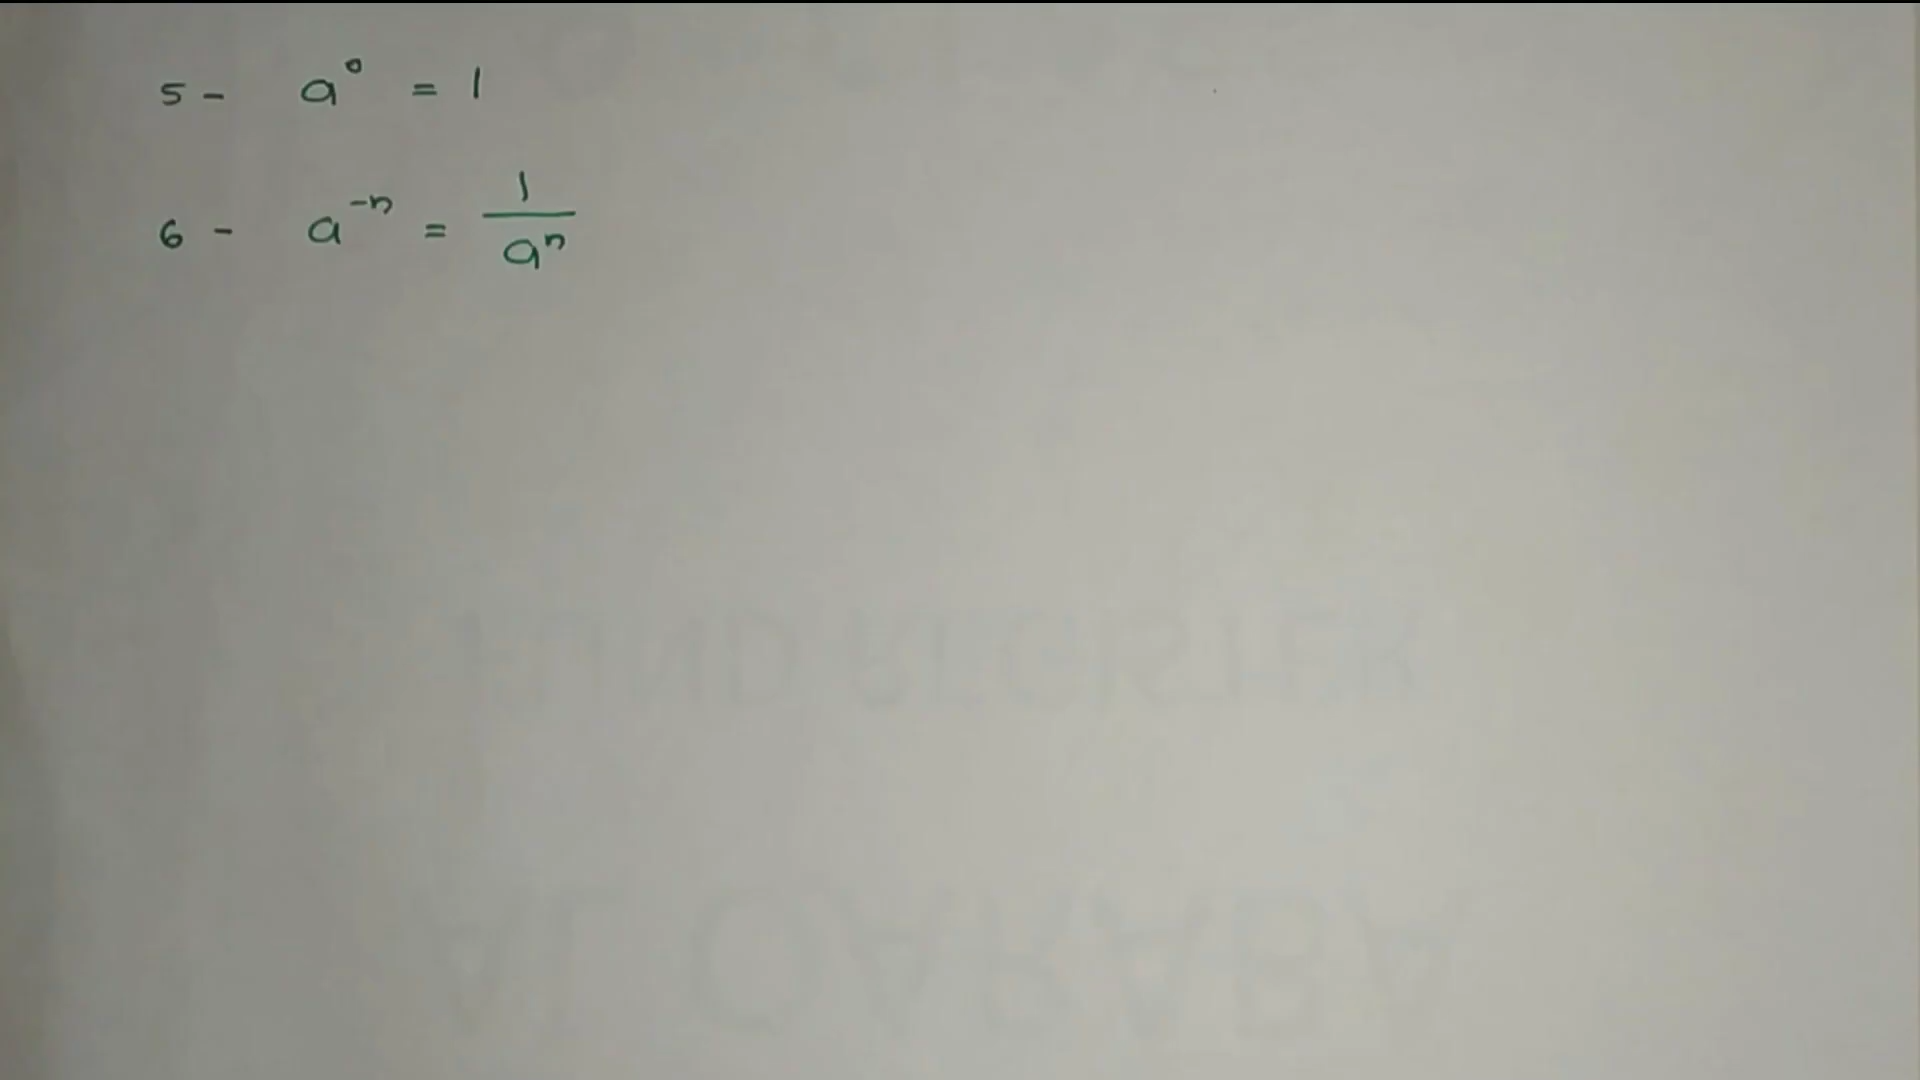 5 - a⁰ = 1
6 - a⁻ⁿ = 1/aⁿ